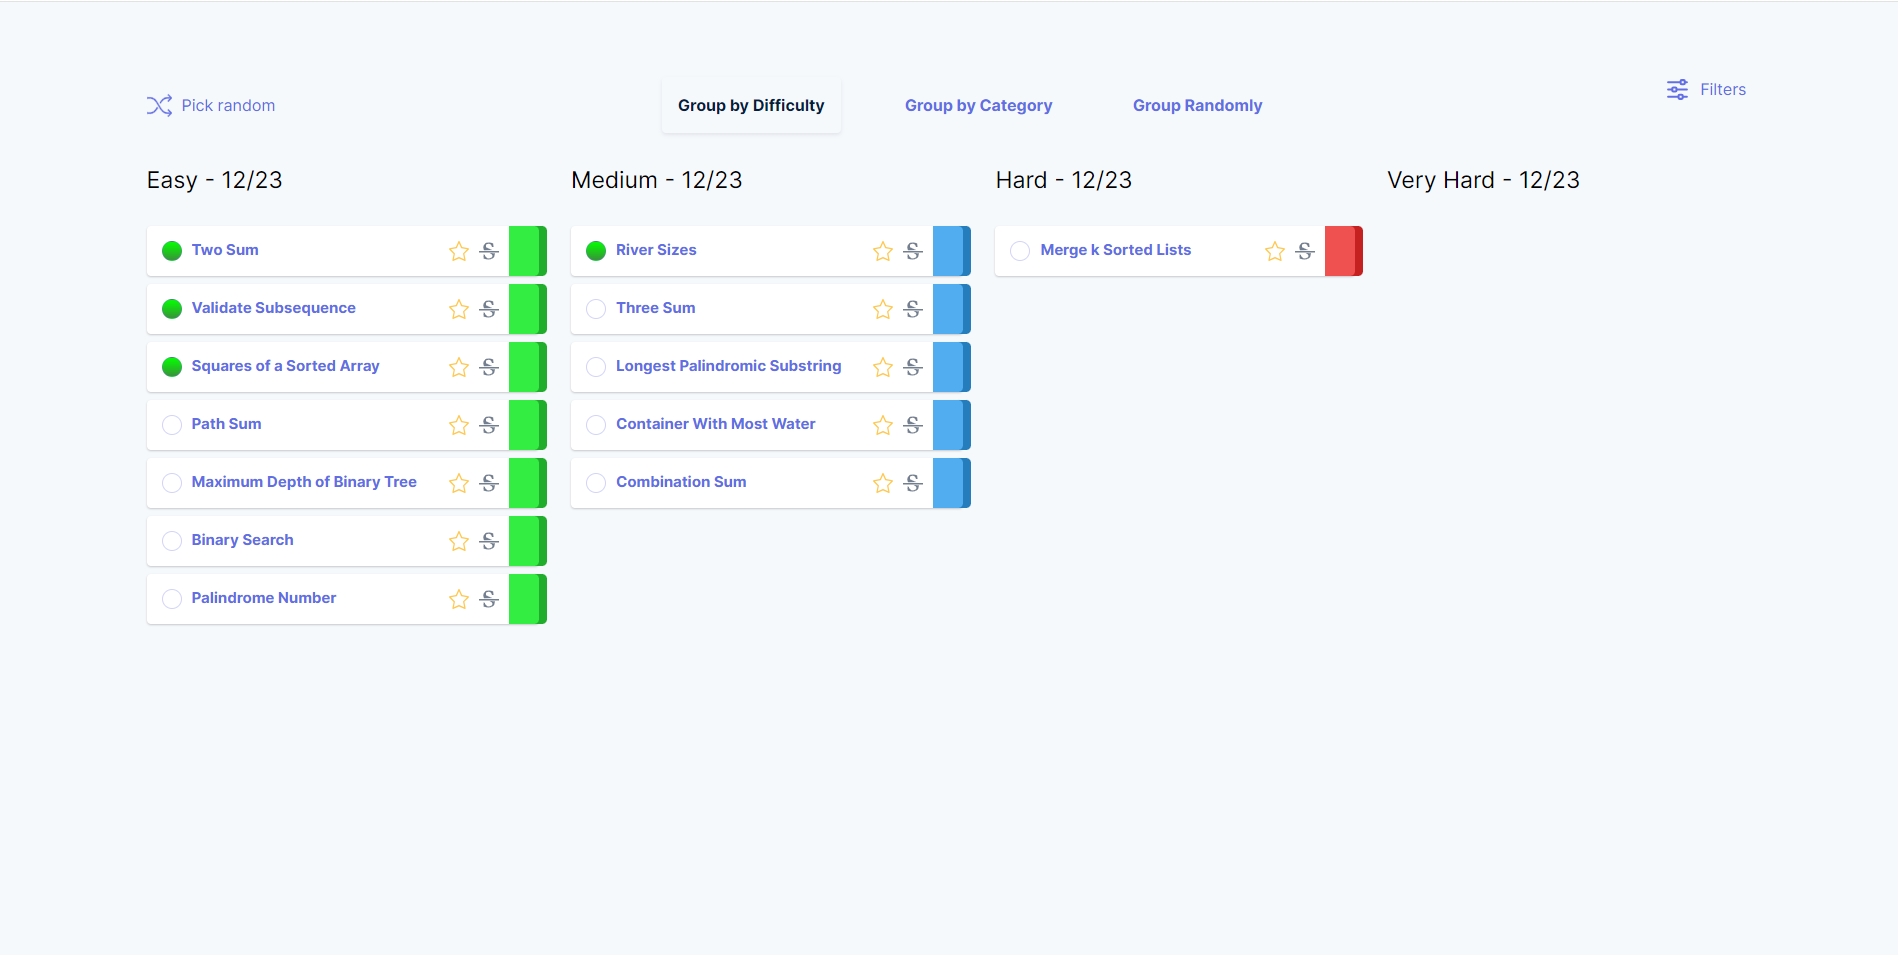 Pick random
Group by Difficulty
Group by Category
Group Randomly
Filters
Easy - 12/23
Two Sum
Validate Subsequence
Squares of a Sorted Array
Path Sum
Maximum Depth of Binary Tree
Binary Search
Palindrome Number
Medium - 12/23
River Sizes
Three Sum
Longest Palindromic Substring
Container With Most Water
Combination Sum
Hard - 12/23
Merge k Sorted Lists
Very Hard - 12/23